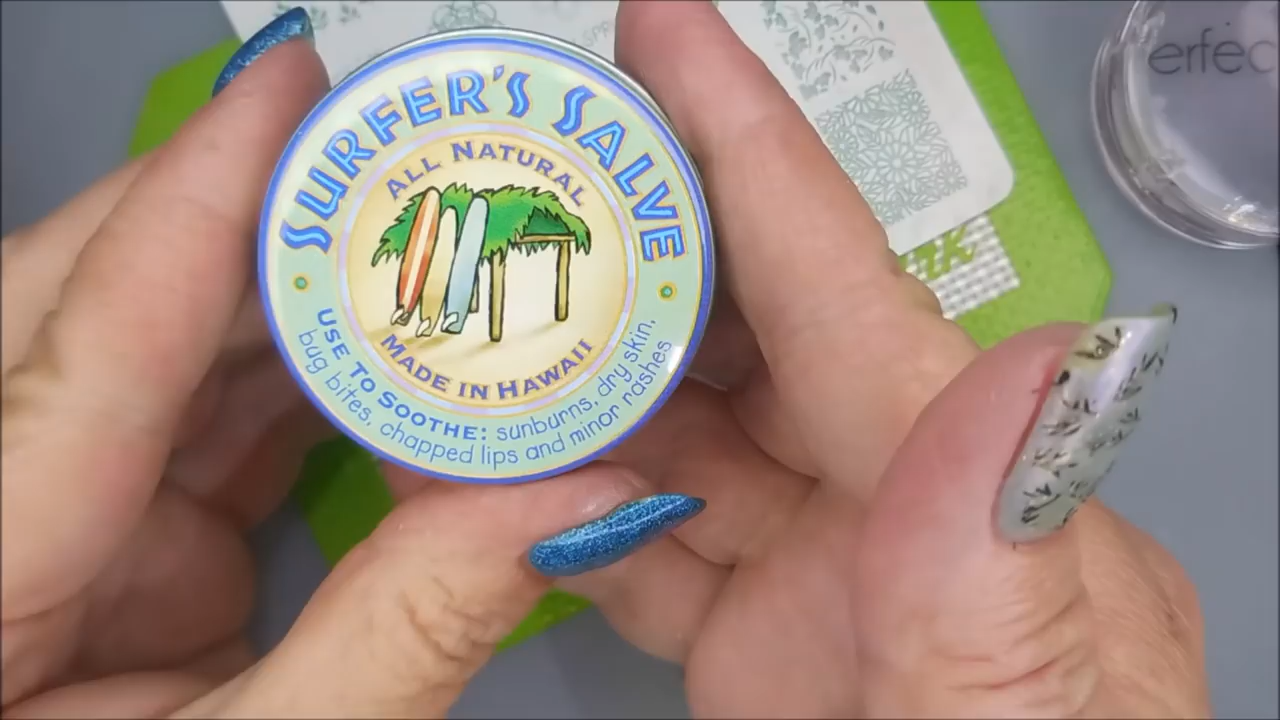 SURFER'S SALVE
ALL NATURAL
MADE IN HAWAII
USE TO SOOTHE: sunburns, dry skin,
bug bites, chapped lips and minor rashes
erfec